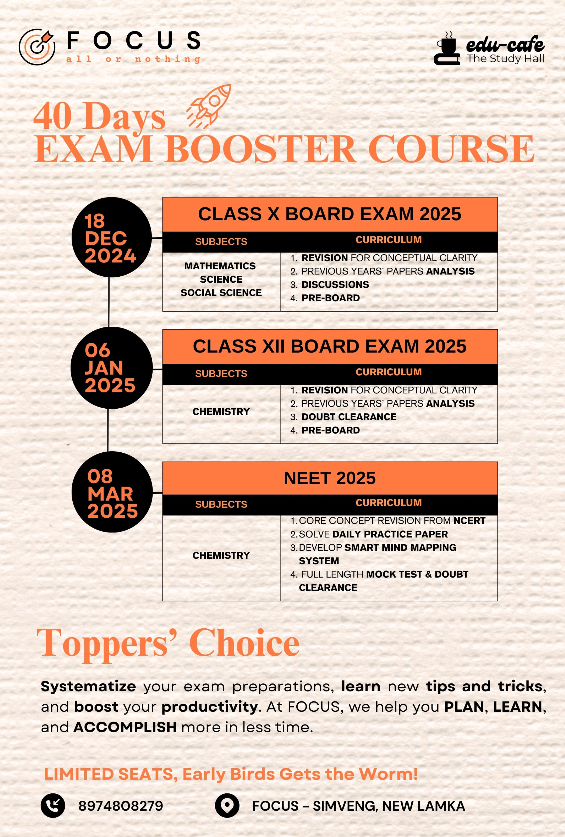 FOCUS
all or nothing
edu-cafe
The Study Hall
40 Days
EXAM BOOSTER COURSE
18
DEC
2024
CLASS X BOARD EXAM 2025
SUBJECTS
CURRICULUM
MATHEMATICS
SCIENCE
SOCIAL SCIENCE
1. REVISION FOR CONCEPTUAL CLARITY
2. PREVIOUS YEARS' PAPERS ANALYSIS
3. DISCUSSIONS
4. PRE-BOARD
06
JAN
2025
CLASS XII BOARD EXAM 2025
SUBJECTS
CURRICULUM
CHEMISTRY
1. REVISION FOR CONCEPTUAL CLARITY
2. PREVIOUS YEARS' PAPERS ANALYSIS
3. DOUBT CLEARANCE
4. PRE-BOARD
08
MAR
2025
NEET 2025
SUBJECTS
CURRICULUM
CHEMISTRY
1. CORE CONCEPT REVISION FROM NCERT
2. SOLVE DAILY PRACTICE PAPER
3. DEVELOP SMART MIND MAPPING
SYSTEM
4. FULL LENGTH MOCK TEST & DOUBT
CLEARANCE
Toppers' Choice
Systematize your exam preparations, learn new tips and tricks,
and boost your productivity. At FOCUS, we help you PLAN, LEARN,
and ACCOMPLISH more in less time.
LIMITED SEATS, Early Birds Gets the Worm!
8974808279
FOCUS - SIMVENG, NEW LAMKA